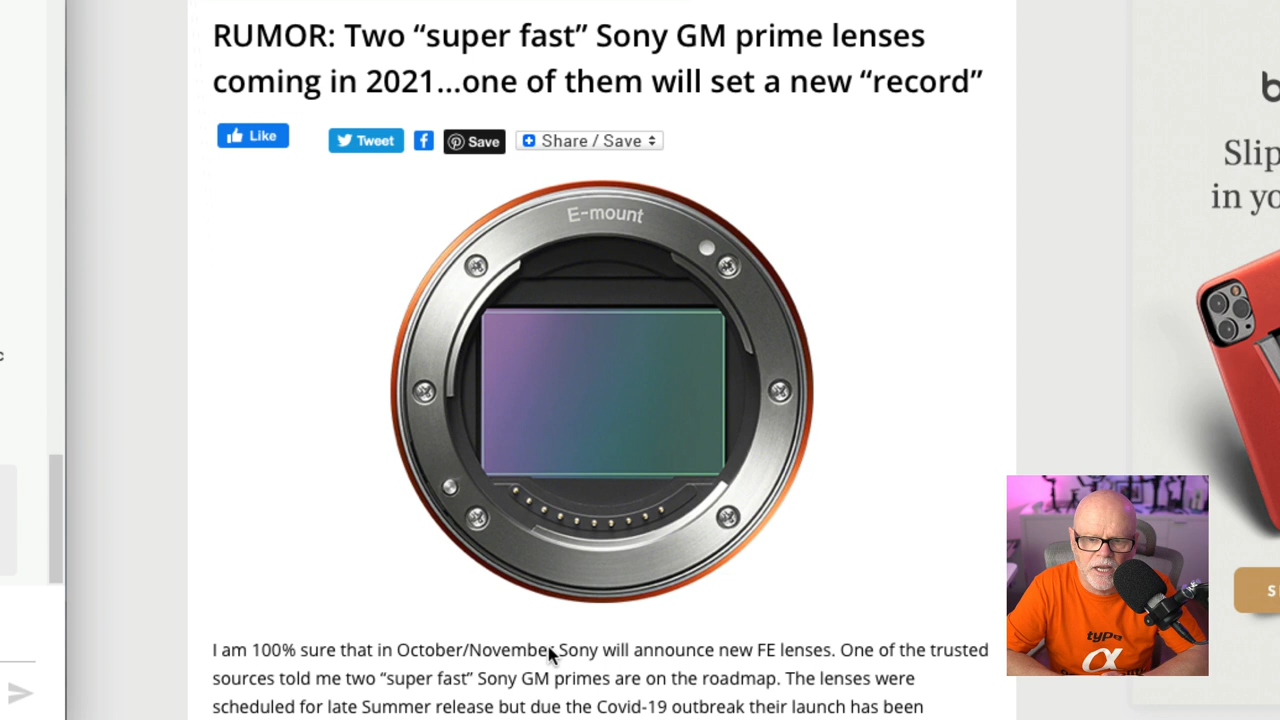 RUMOR: Two “super fast” Sony GM prime lenses
coming in 2021...one of them will set a new “record”
Like
Tweet
Save
Share / Save
E-mount
I am 100% sure that in October/November Sony will announce new FE lenses. One of the trusted
sources told me two “super fast” Sony GM primes are on the roadmap. The lenses were
scheduled for late Summer release but due the Covid-19 outbreak their launch has been
Slip
type
α